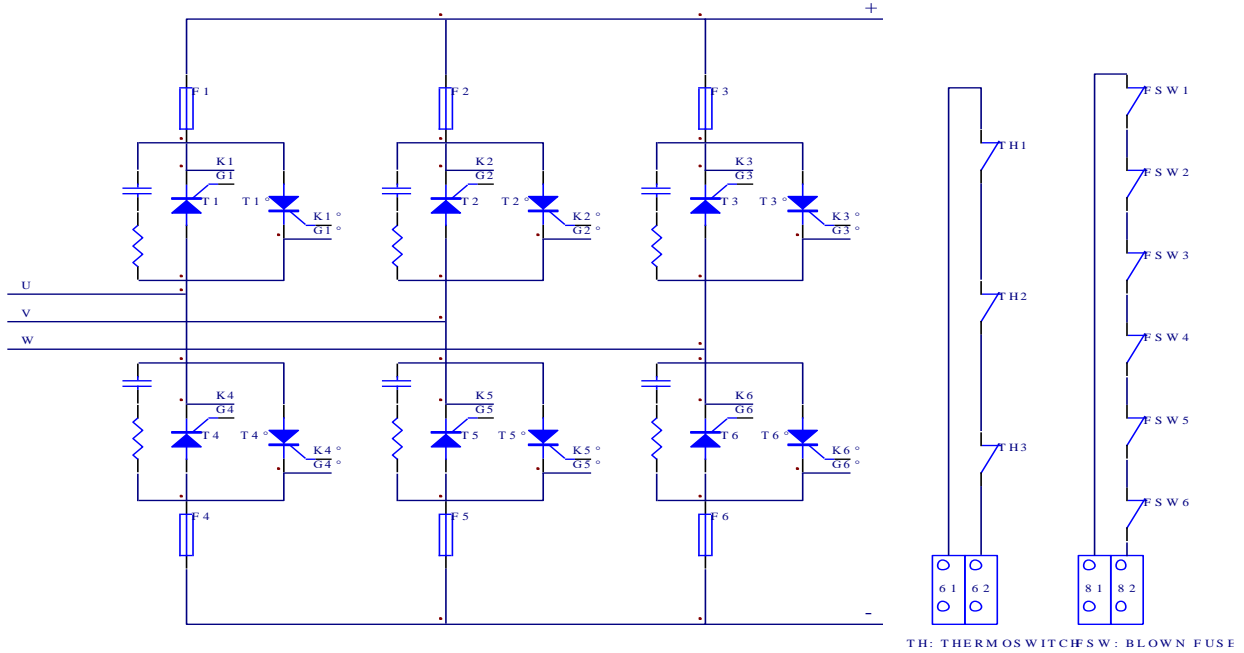 +
F1
F2
F3
FSW1
TH1
K1
K2
K3
G1
G2
G3
FSW2
T1
T1°
T2
T2°
T3
T3°
K1°
K2°
K3°
G1°
G2°
G3°
FSW3
U
TH2
V
W
FSW4
K4
K5
K6
G4
G5
G6
FSW5
T4
T4°
T5
T5°
T6
T6°
TH3
K4°
K5°
K6°
G4°
G5°
G6°
FSW6
F4
F5
F6
61
62
81
82
-
TH: THERMOSWITCH
FSW: BLOWN FUSE